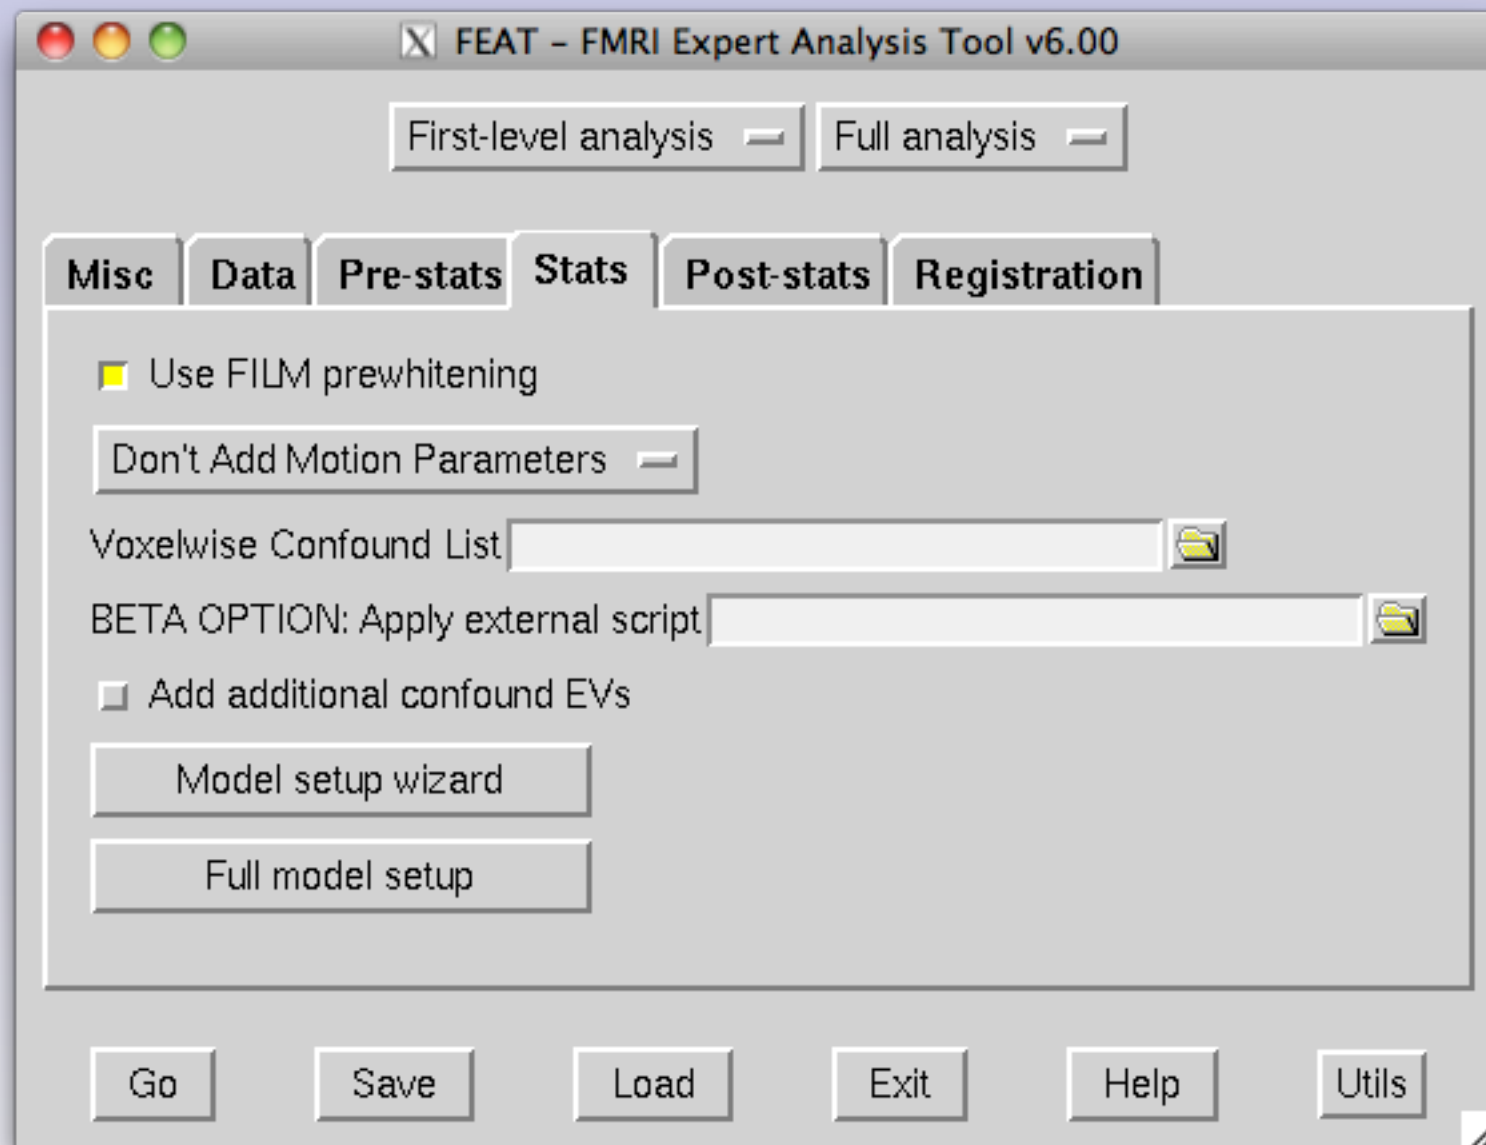 FEAT – FMRI Expert Analysis Tool v6.00
First-level analysis Full analysis
Misc Data Pre-stats Stats Post-stats Registration
Use FILM prewhitening
Don't Add Motion Parameters
Voxelwise Confound List
BETA OPTION: Apply external script
Add additional confound EVs
Model setup wizard
Full model setup
Go Save Load Exit Help Utils